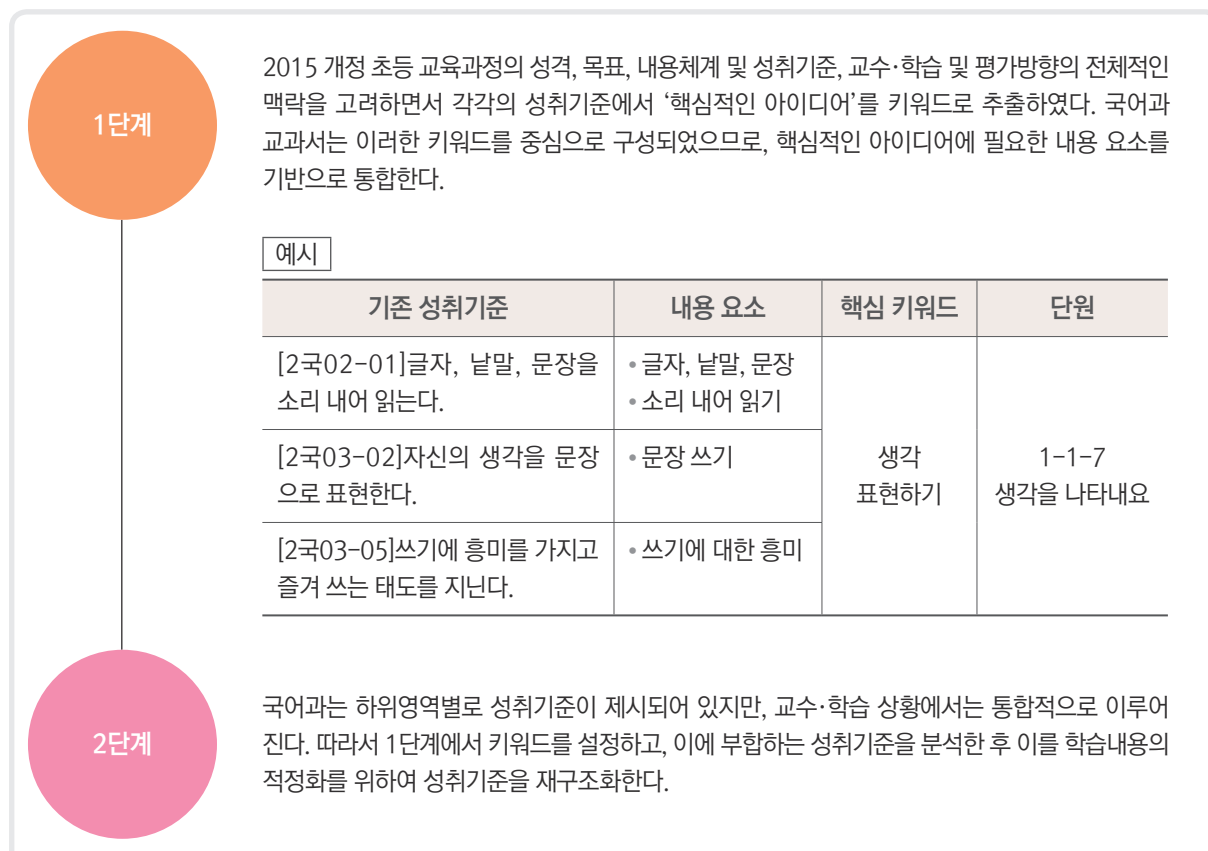 1단계
2015 개정 초등 교육과정의 성격, 목표, 내용체계 및 성취기준, 교수·학습 및 평가방향의 전체적인
맥락을 고려하면서 각각의 성취기준에서 ‘핵심적인 아이디어’를 키워드로 추출하였다. 국어과
교과서는 이러한 키워드를 중심으로 구성되었으므로, 핵심적인 아이디어에 필요한 내용 요소를
기반으로 통합한다.
예시
기존 성취기준 내용 요소 핵심 키워드 단원
[2국02-01]글자, 낱말, 문장을
소리 내어 읽는다.
• 글자, 낱말, 문장
• 소리 내어 읽기
[2국03-02]자신의 생각을 문장
으로 표현한다.
• 문장 쓰기
[2국03-05]쓰기에 흥미를 가지고
즐겨 쓰는 태도를 지닌다.
• 쓰기에 대한 흥미
생각
표현하기
1-1-7
생각을 나타내요
2단계
국어과는 하위영역별로 성취기준이 제시되어 있지만, 교수·학습 상황에서는 통합적으로 이루어
진다. 따라서 1단계에서 키워드를 설정하고, 이에 부합하는 성취기준을 분석한 후 이를 학습내용의
적정화를 위하여 성취기준을 재구조화한다.